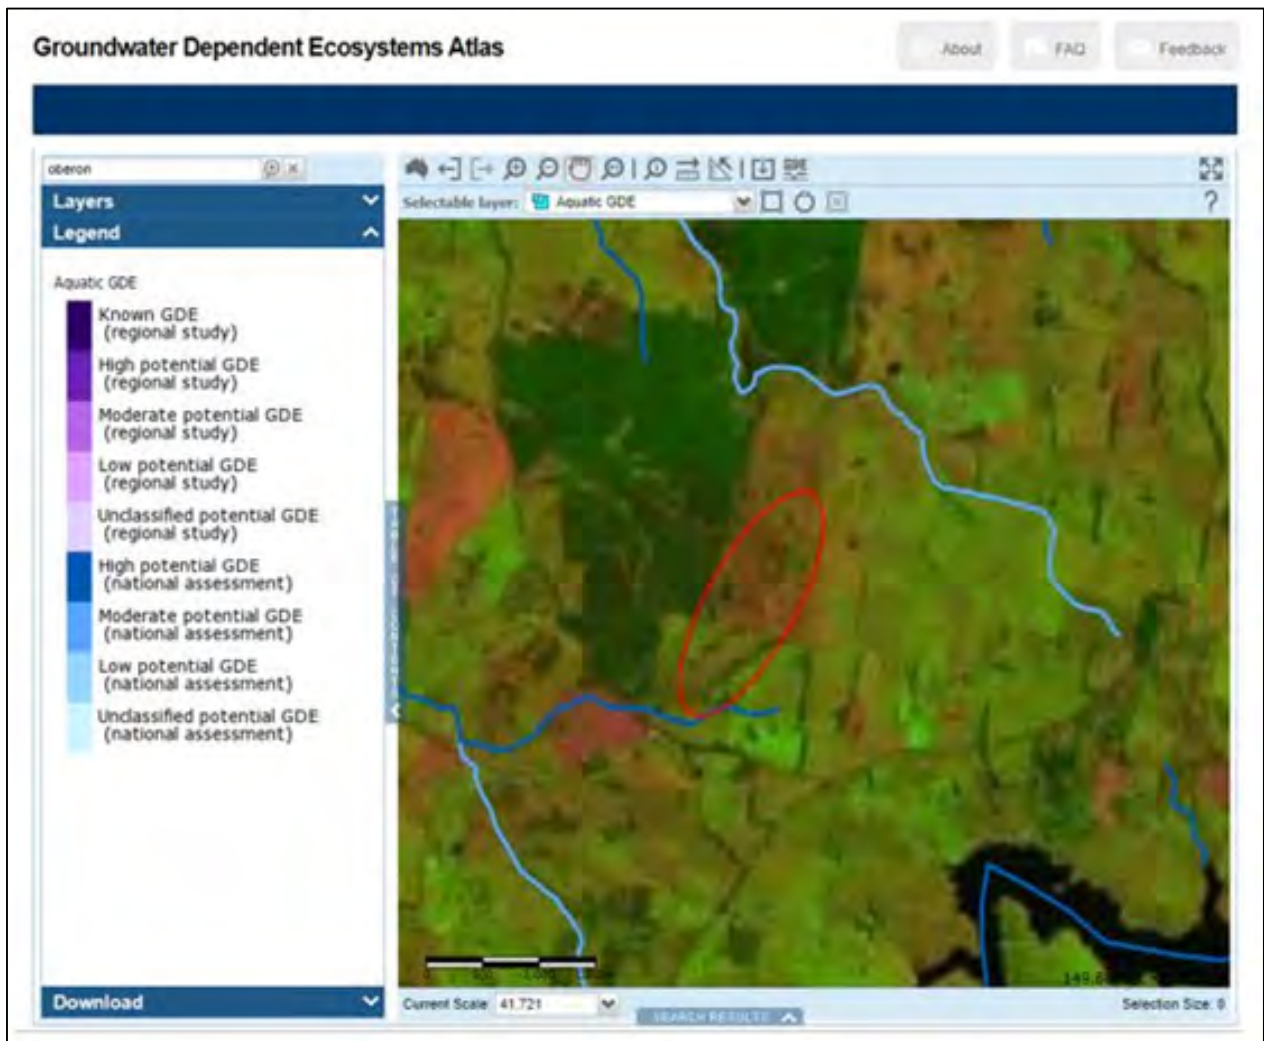 Groundwater Dependent Ecosystems Atlas
About
FAQ
Feedback
oberon
Layers
Legend
Selectable layer: Aquatic GDE
?
Aquatic GDE
Known GDE
(regional study)
High potential GDE
(regional study)
Moderate potential GDE
(regional study)
Low potential GDE
(regional study)
Unclassified potential GDE
(regional study)
High potential GDE
(national assessment)
Moderate potential GDE
(national assessment)
Low potential GDE
(national assessment)
Unclassified potential GDE
(national assessment)
Download
Current Scale 41,721
SEARCH RESULTS
Selection Size: 0